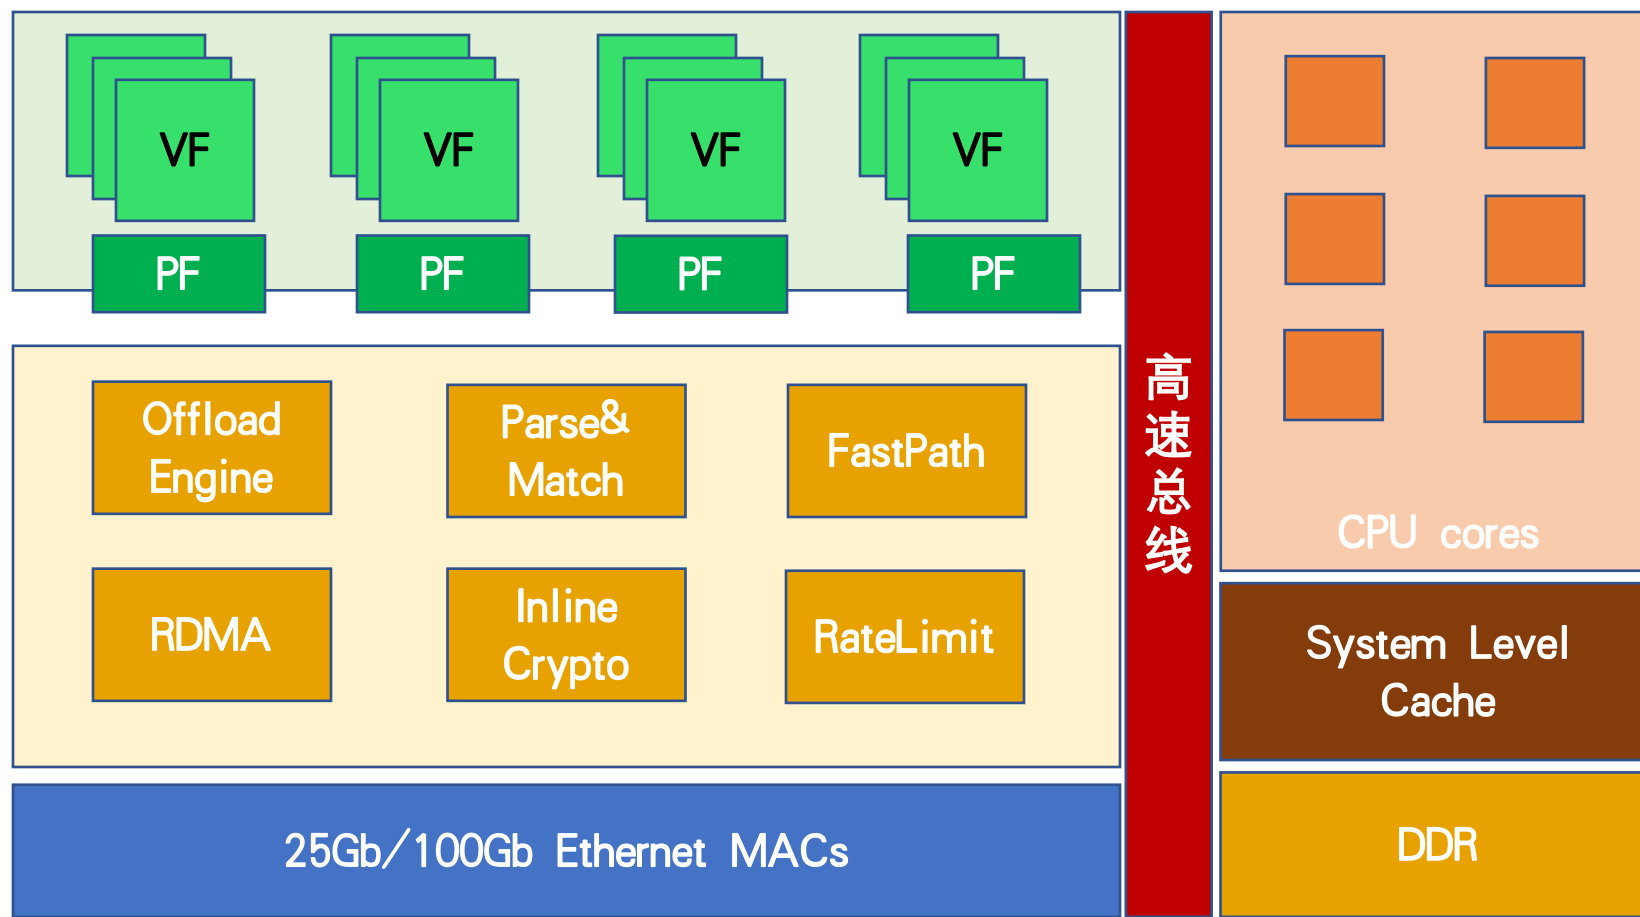 VF
VF
VF
VF
PF
PF
PF
PF
Offload
Engine
Parse&
Match
FastPath
RDMA
Inline
Crypto
RateLimit
25Gb/100Gb Ethernet MACs
高
速
总
线
CPU cores
System Level
Cache
DDR